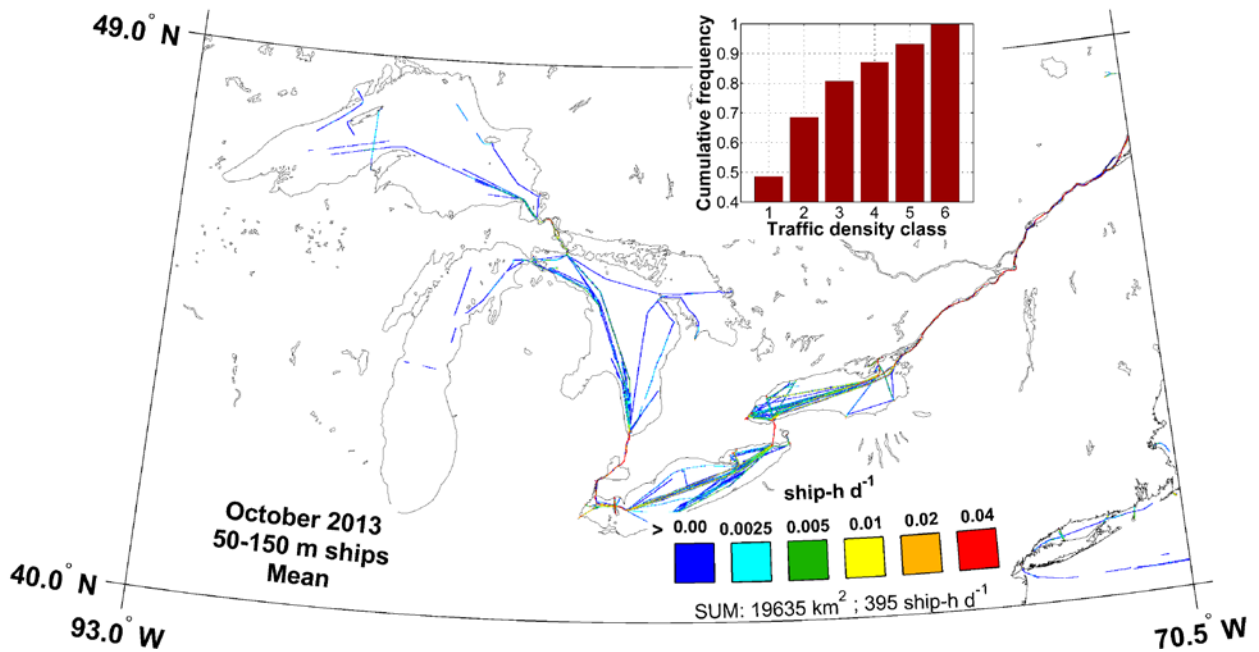 49.0° N
Cumulative frequency
1
0.9
0.8
0.7
0.6
0.5
0.4
1 2 3 4 5 6
Traffic density class
October 2013
50-150 m ships
Mean
ship-h d⁻¹
> 0.00 0.0025 0.005 0.01 0.02 0.04
SUM: 19635 km² ; 395 ship-h d⁻¹
40.0° N
93.0° W
70.5° W